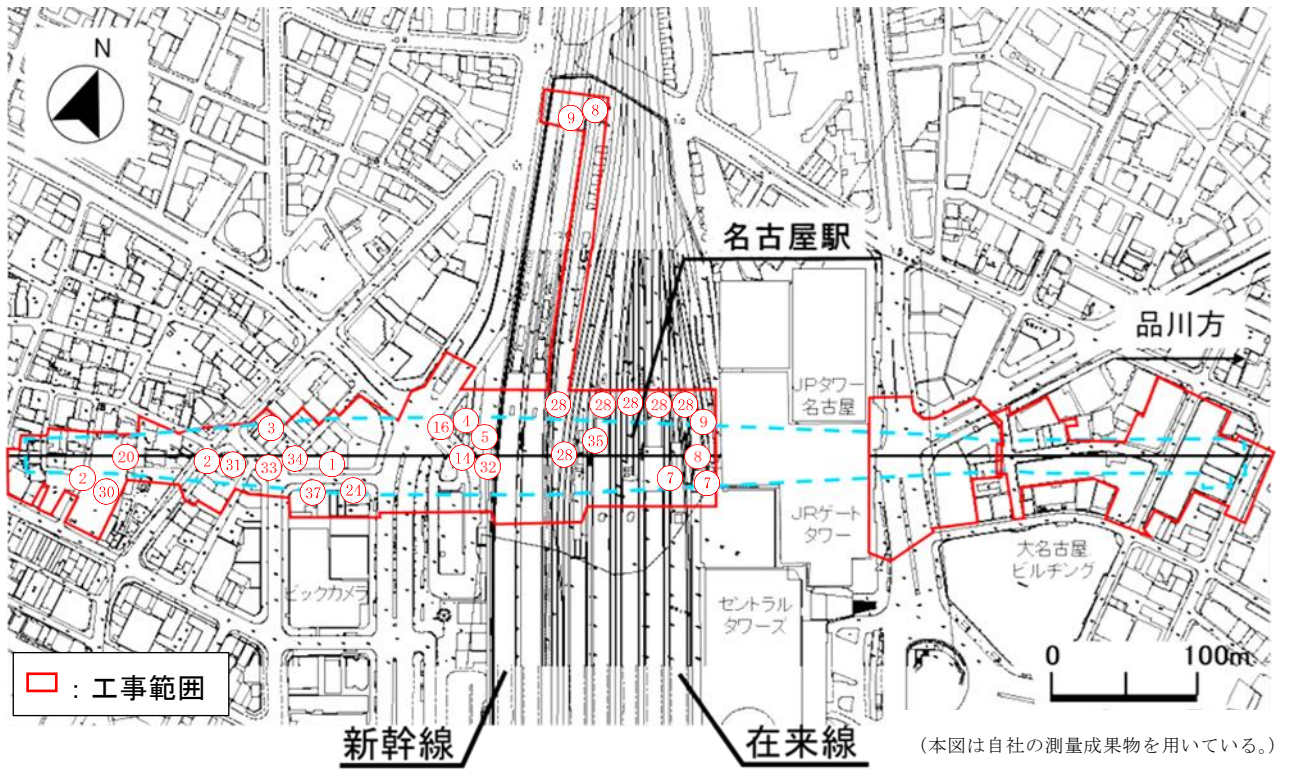 N
9
8
名古屋駅
品川方
JPタワー
名古屋
28
28
28
28
28
16
4
9
3
5
35
20
2
31
33
34
1
14
32
28
8
2
30
37
24
7
7
JRゲート
タワー
大名古屋
ビルヂング
ビックカメラ
セントラル
タワーズ
0
100m
:工事範囲
新幹線
在来線
(本図は自社の測量成果物を用いている。)